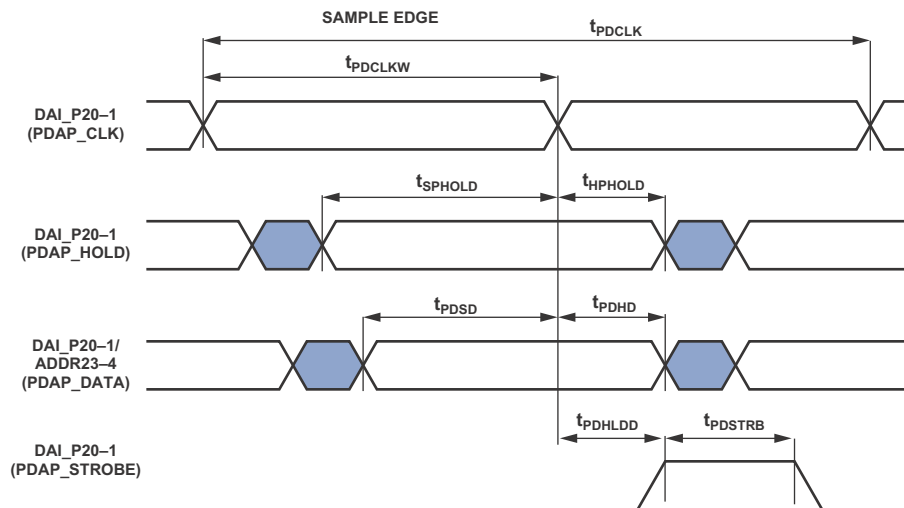 SAMPLE EDGE
tPDCLK
tPDCLKW
DAI_P20–1
(PDAP_CLK)
tSPHOLD
tHPHOLD
DAI_P20–1
(PDAP_HOLD)
tPDSD
tPDHD
DAI_P20–1/
ADDR23–4
(PDAP_DATA)
tPDHLDD
tPDSTRB
DAI_P20–1
(PDAP_STROBE)